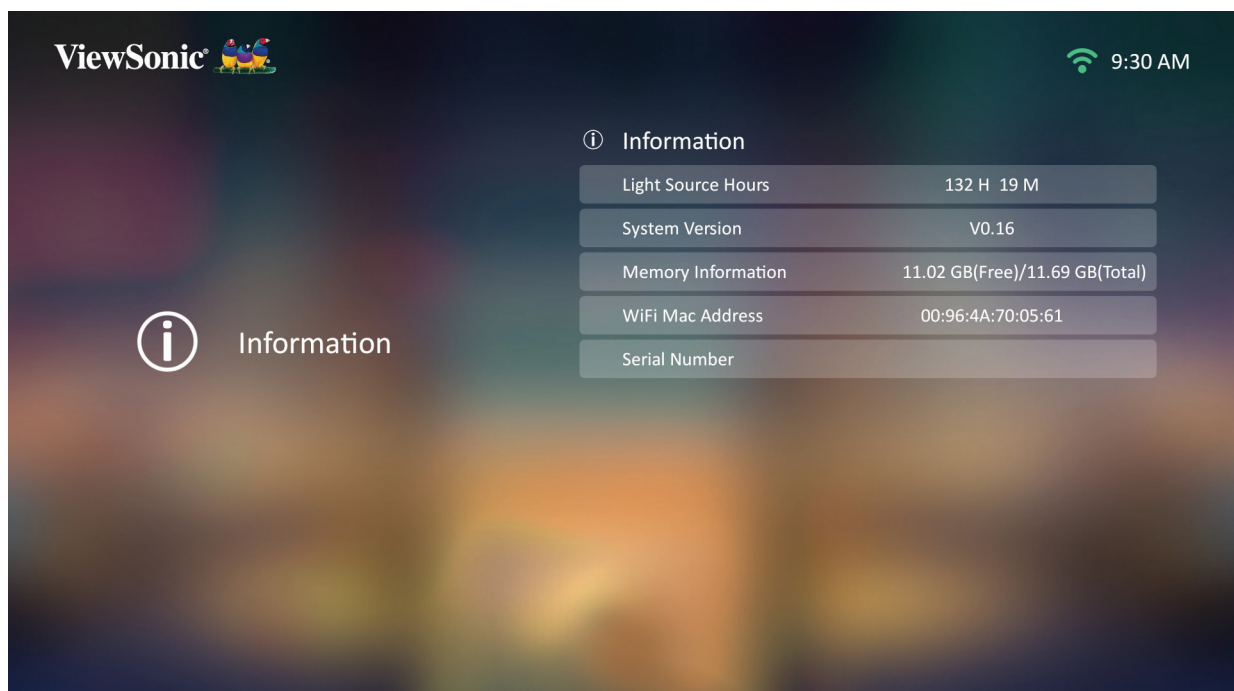 ViewSonic®
9:30 AM
Information
Light Source Hours 132 H 19 M
System Version V0.16
Memory Information 11.02 GB(Free)/11.69 GB(Total)
WiFi Mac Address 00:96:4A:70:05:61
Serial Number
Information